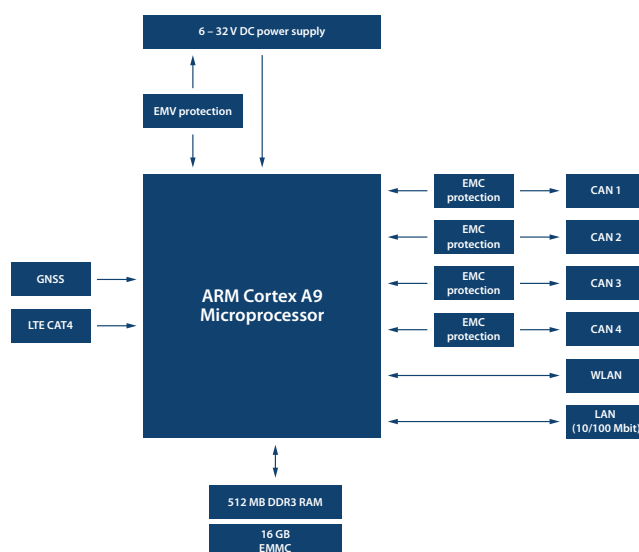 6 – 32 V DC power supply
EMV protection
EMC
protection
CAN 1
EMC
protection
CAN 2
GNSS
EMC
protection
CAN 3
ARM Cortex A9
Microprocessor
LTE CAT4
EMC
protection
CAN 4
WLAN
LAN
(10/100 Mbit)
512 MB DDR3 RAM
16 GB
EMMC